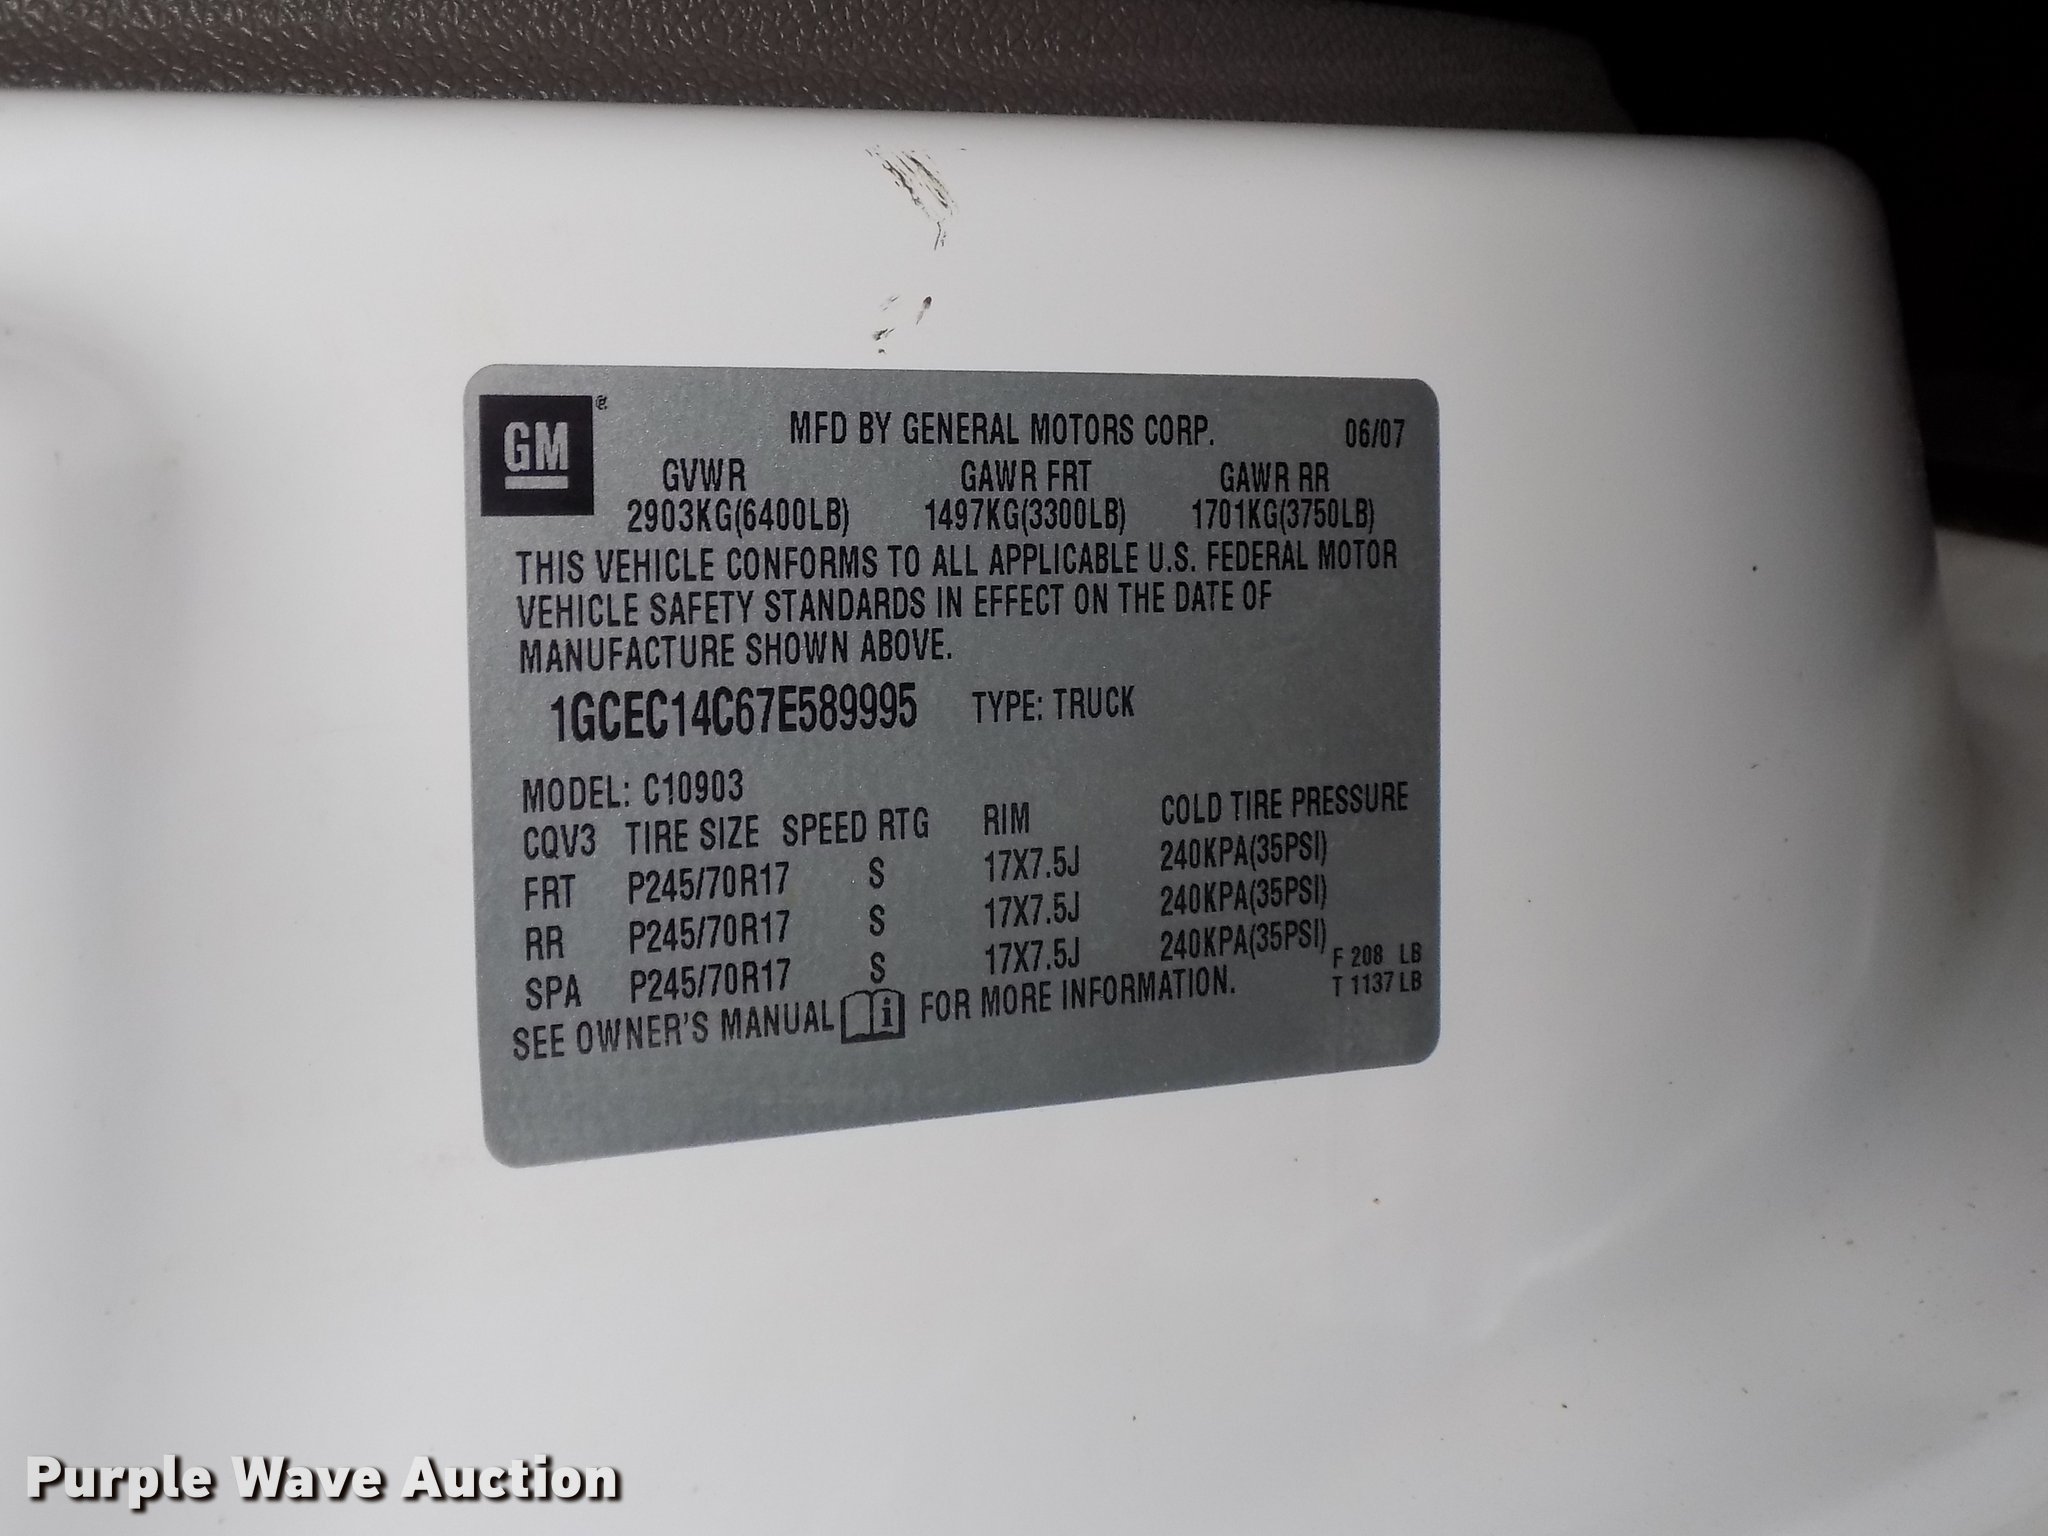 GM
MFD BY GENERAL MOTORS CORP. 06/07
GVWR GAWR FRT GAWR RR
2903KG(6400LB) 1497KG(3300LB) 1701KG(3750LB)
THIS VEHICLE CONFORMS TO ALL APPLICABLE U.S. FEDERAL MOTOR
VEHICLE SAFETY STANDARDS IN EFFECT ON THE DATE OF
MANUFACTURE SHOWN ABOVE.
1GCEC14C67E589995 TYPE: TRUCK
MODEL: C10903
CQV3 TIRE SIZE SPEED RTG RIM COLD TIRE PRESSURE
FRT P245/70R17 S 17X7.5J 240KPA(35PSI)
RR P245/70R17 S 17X7.5J 240KPA(35PSI)
SPA P245/70R17 S 17X7.5J 240KPA(35PSI)
F 208 LB
T 1137 LB
SEE OWNER'S MANUAL i FOR MORE INFORMATION.
Purple Wave Auction